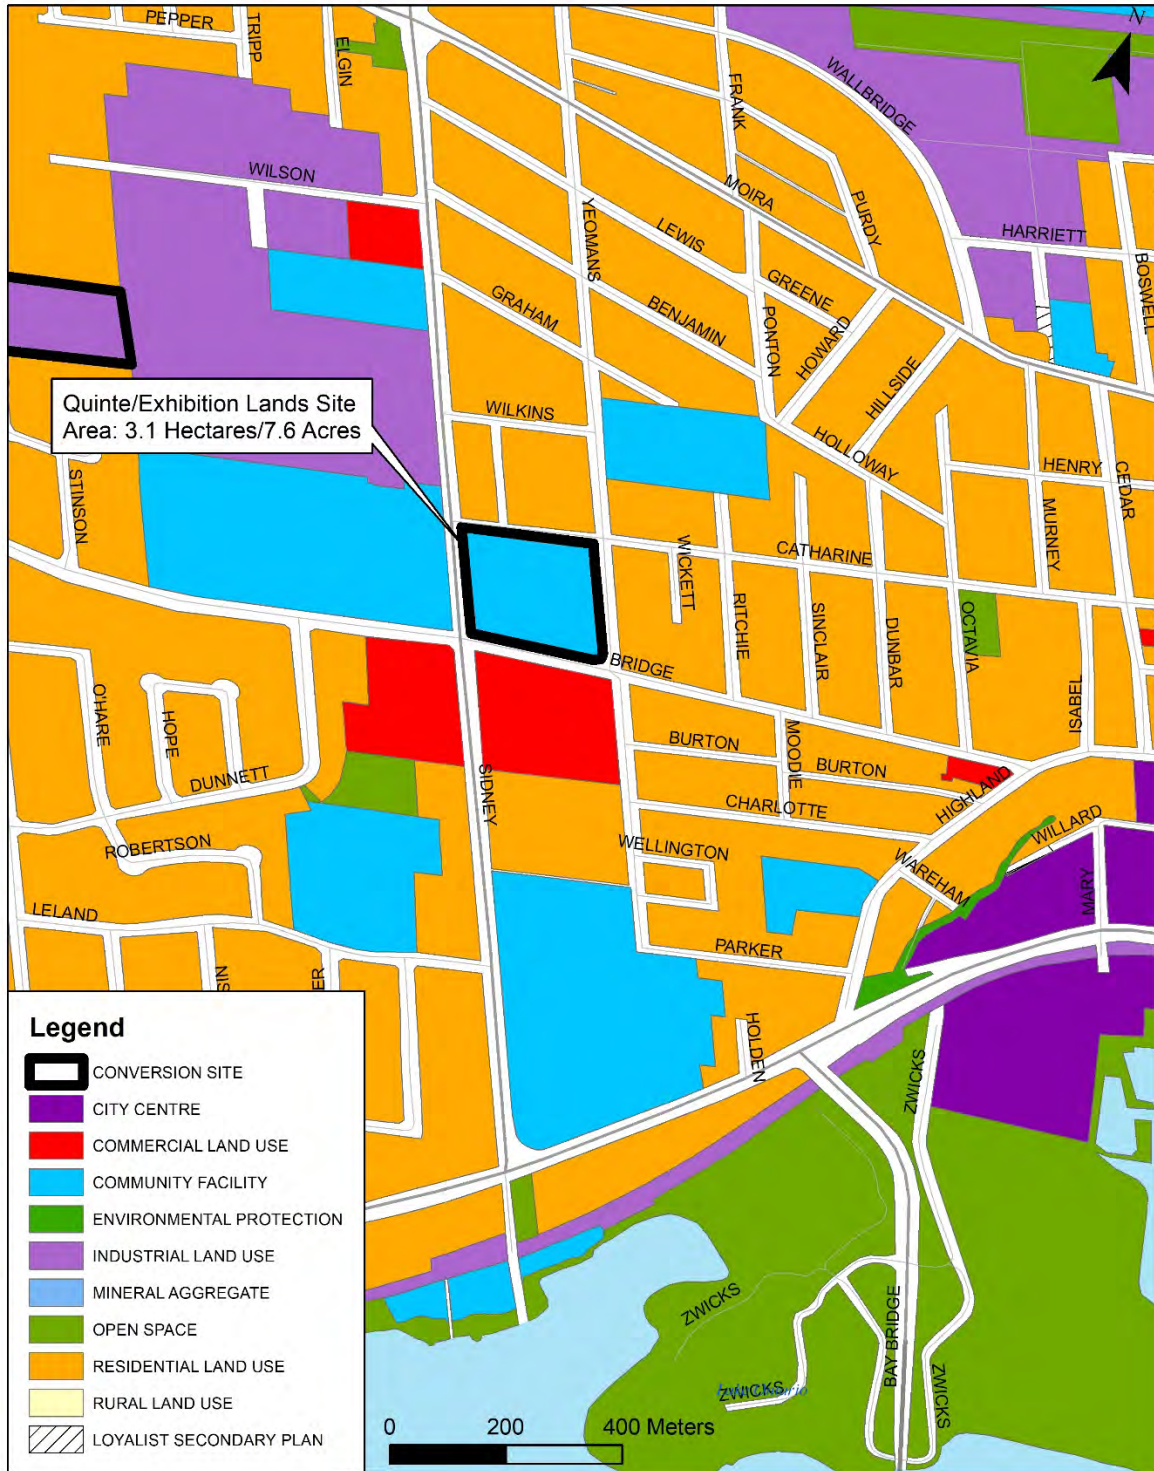 PEPPER
TRIPP
ELGIN
N
WALLBRIDGE
FRANK
WILSON
MOIRA
PURDY
YEOMANS
LEWIS
HARRIETT
BOSWELL
GRAHAM
GREENE
BENJAMIN
PONTON
HOWARD
HILLSIDE
Quinte/Exhibition Lands Site
Area: 3.1 Hectares/7.6 Acres
WILKINS
HOLLOWAY
HENRY
CEDAR
STINSON
MURNEY
WICKETT
CATHARINE
RITCHIE
SINCLAIR
DUNBAR
OCTAVIA
BRIDGE
O'HARE
HOPE
ISABEL
BURTON
MOODIE
BURTON
DUNNETT
SIDNEY
HIGHLAND
CHARLOTTE
WILLARD
ROBERTSON
WELLINGTON
WAREHAM
MARY
LELAND
PARKER
HOLDEN
ZWICKS
ZWICKS
BAY BRIDGE
ZWICKS
ZWICKS
Legend
CONVERSION SITE
CITY CENTRE
COMMERCIAL LAND USE
COMMUNITY FACILITY
ENVIRONMENTAL PROTECTION
INDUSTRIAL LAND USE
MINERAL AGGREGATE
OPEN SPACE
RESIDENTIAL LAND USE
RURAL LAND USE
LOYALIST SECONDARY PLAN
0 200 400 Meters